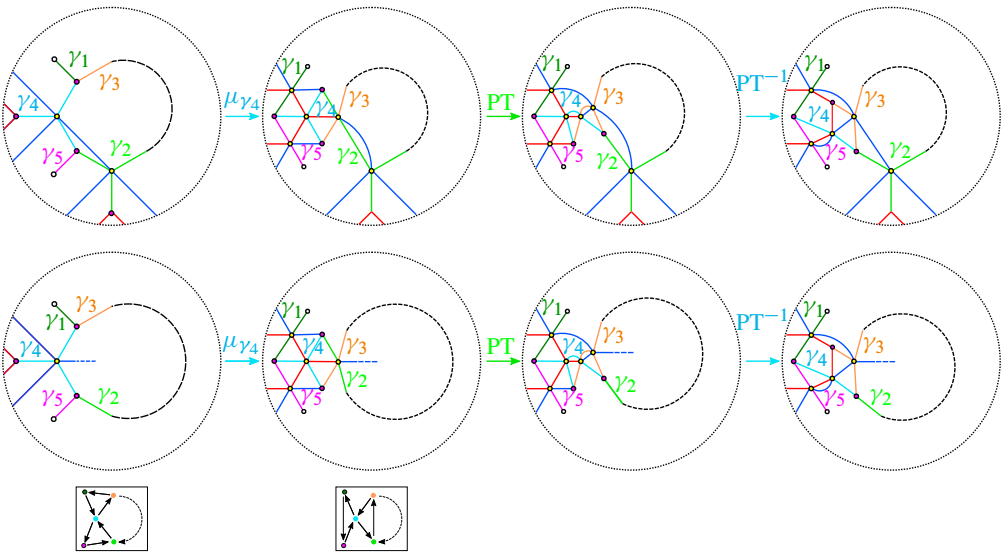 γ₁ γ₃ γ₄ γ₅ γ₂
μγ₄
γ₁ γ₃ γ₄ γ₂ γ₅
PT
γ₁ γ₃ γ₄ γ₂ γ₅
PT⁻¹
γ₁ γ₃ γ₄ γ₅ γ₂
γ₃ γ₁ γ₄ γ₅ γ₂
μγ₄
γ₁ γ₄ γ₃ γ₅ γ₂
PT
γ₁ γ₃ γ₄ γ₅ γ₂
PT⁻¹
γ₁ γ₃ γ₄ γ₅ γ₂